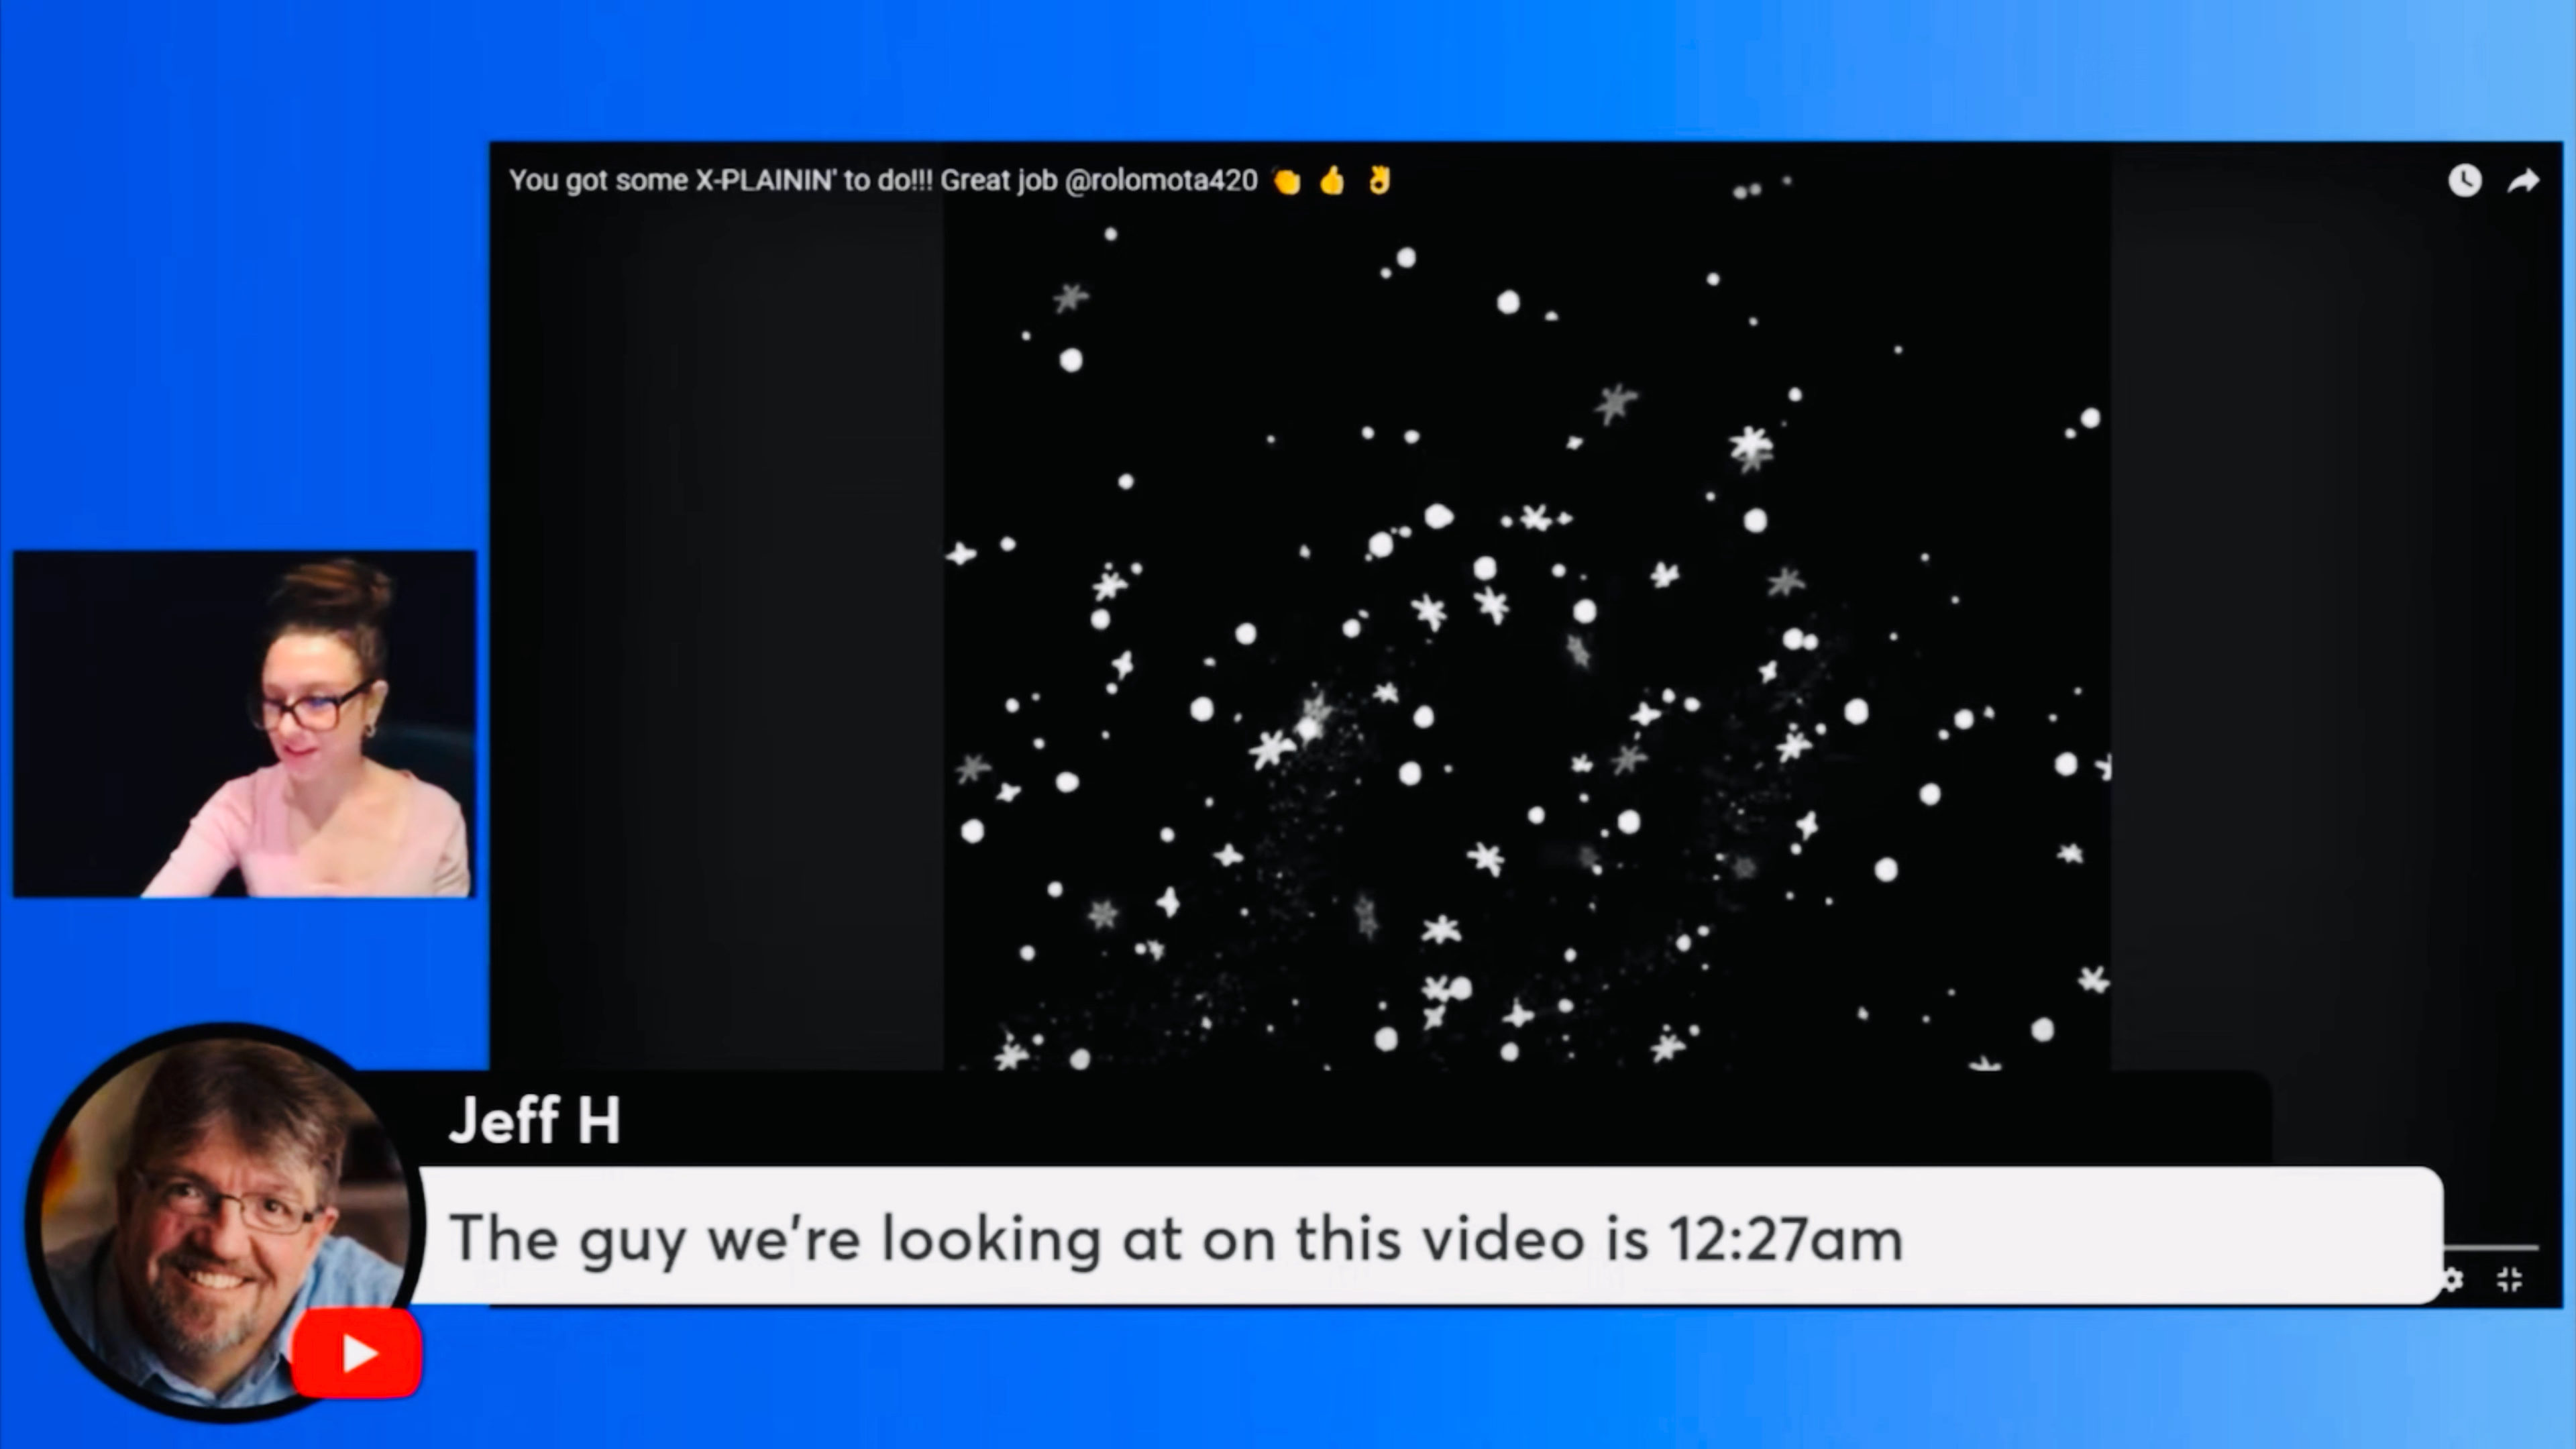 You got some X-PLAININ' to do!!! Great job @rolomota420 👏 👍 👌
Jeff H
The guy we're looking at on this video is 12:27am